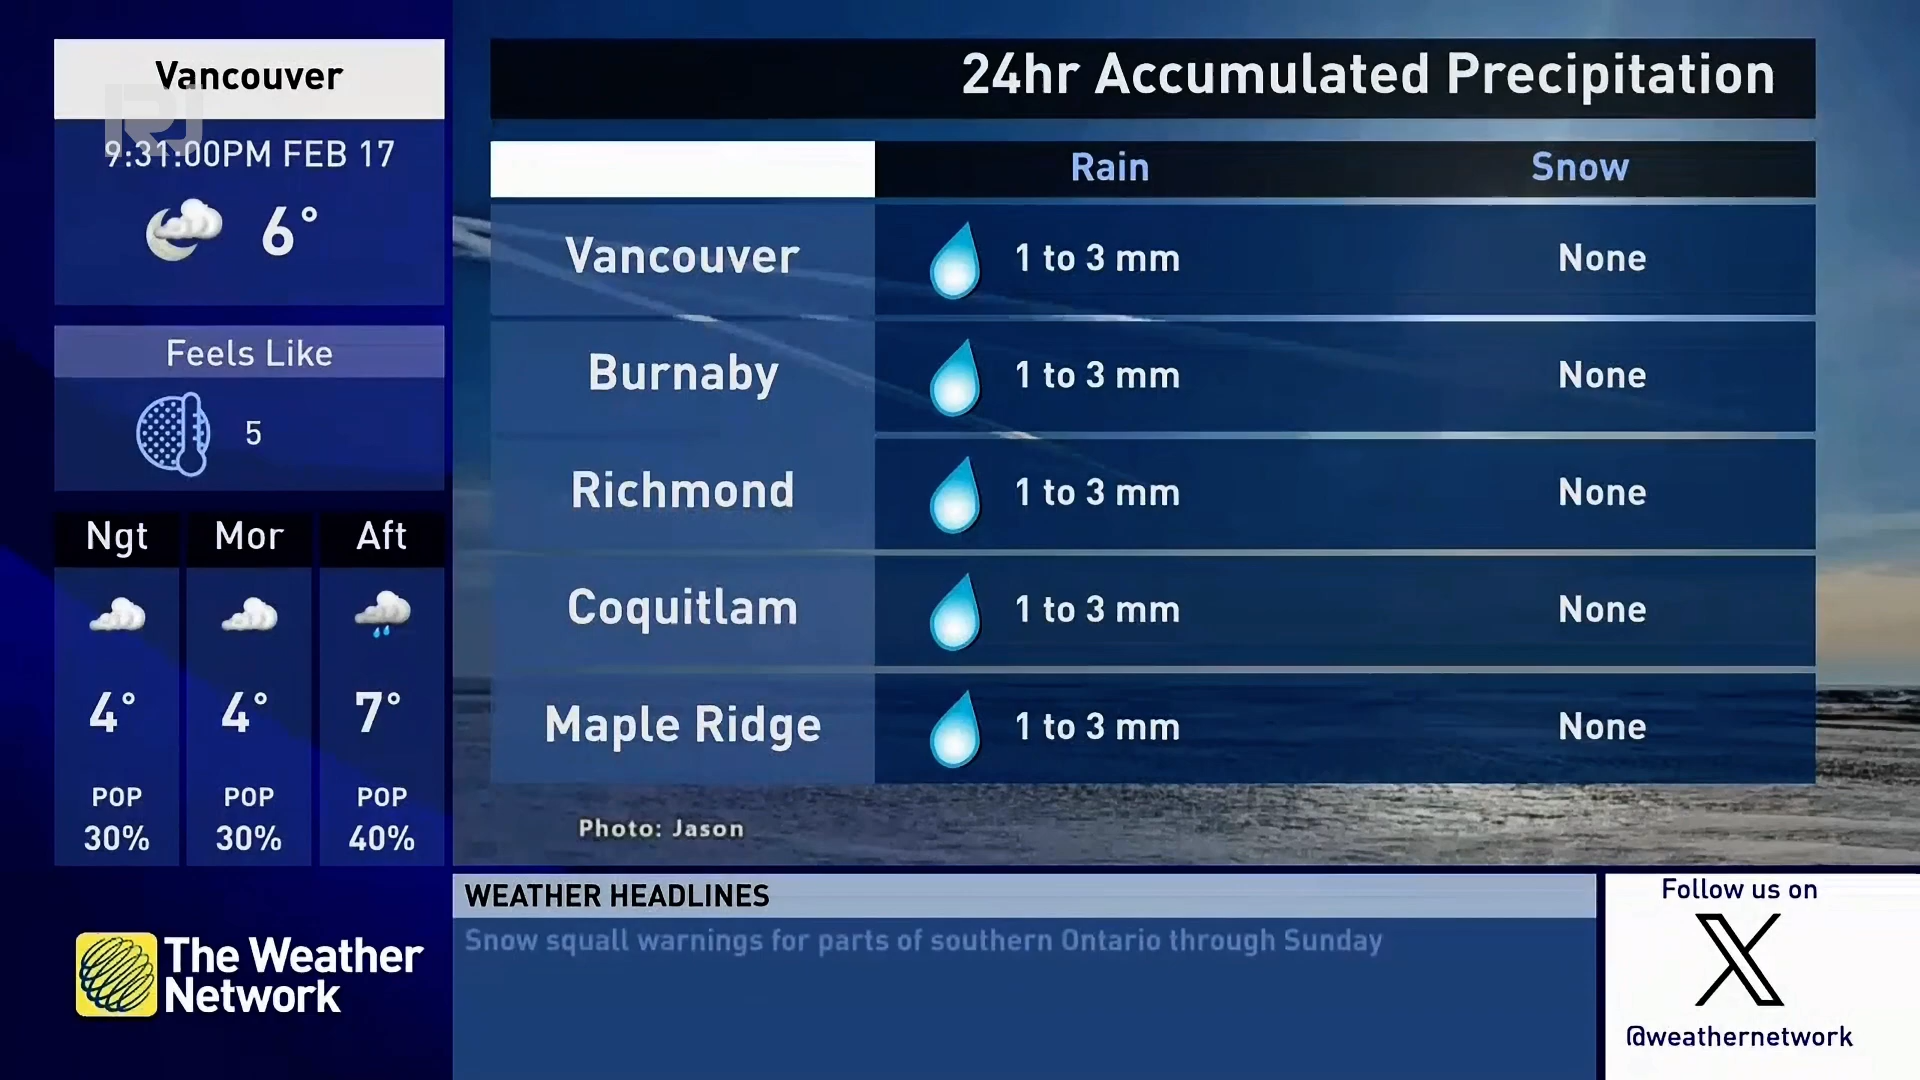 Vancouver
9:31:00PM FEB 17
6°
Feels Like
5
Ngt Mor Aft
4° 4° 7°
POP POP POP
30% 30% 40%
The Weather
Network
24hr Accumulated Precipitation
Rain Snow
Vancouver 1 to 3 mm None
Burnaby 1 to 3 mm None
Richmond 1 to 3 mm None
Coquitlam 1 to 3 mm None
Maple Ridge 1 to 3 mm None
Photo: Jason
WEATHER HEADLINES
Snow squall warnings for parts of southern Ontario through Sunday
Follow us on
X
@weathernetwork